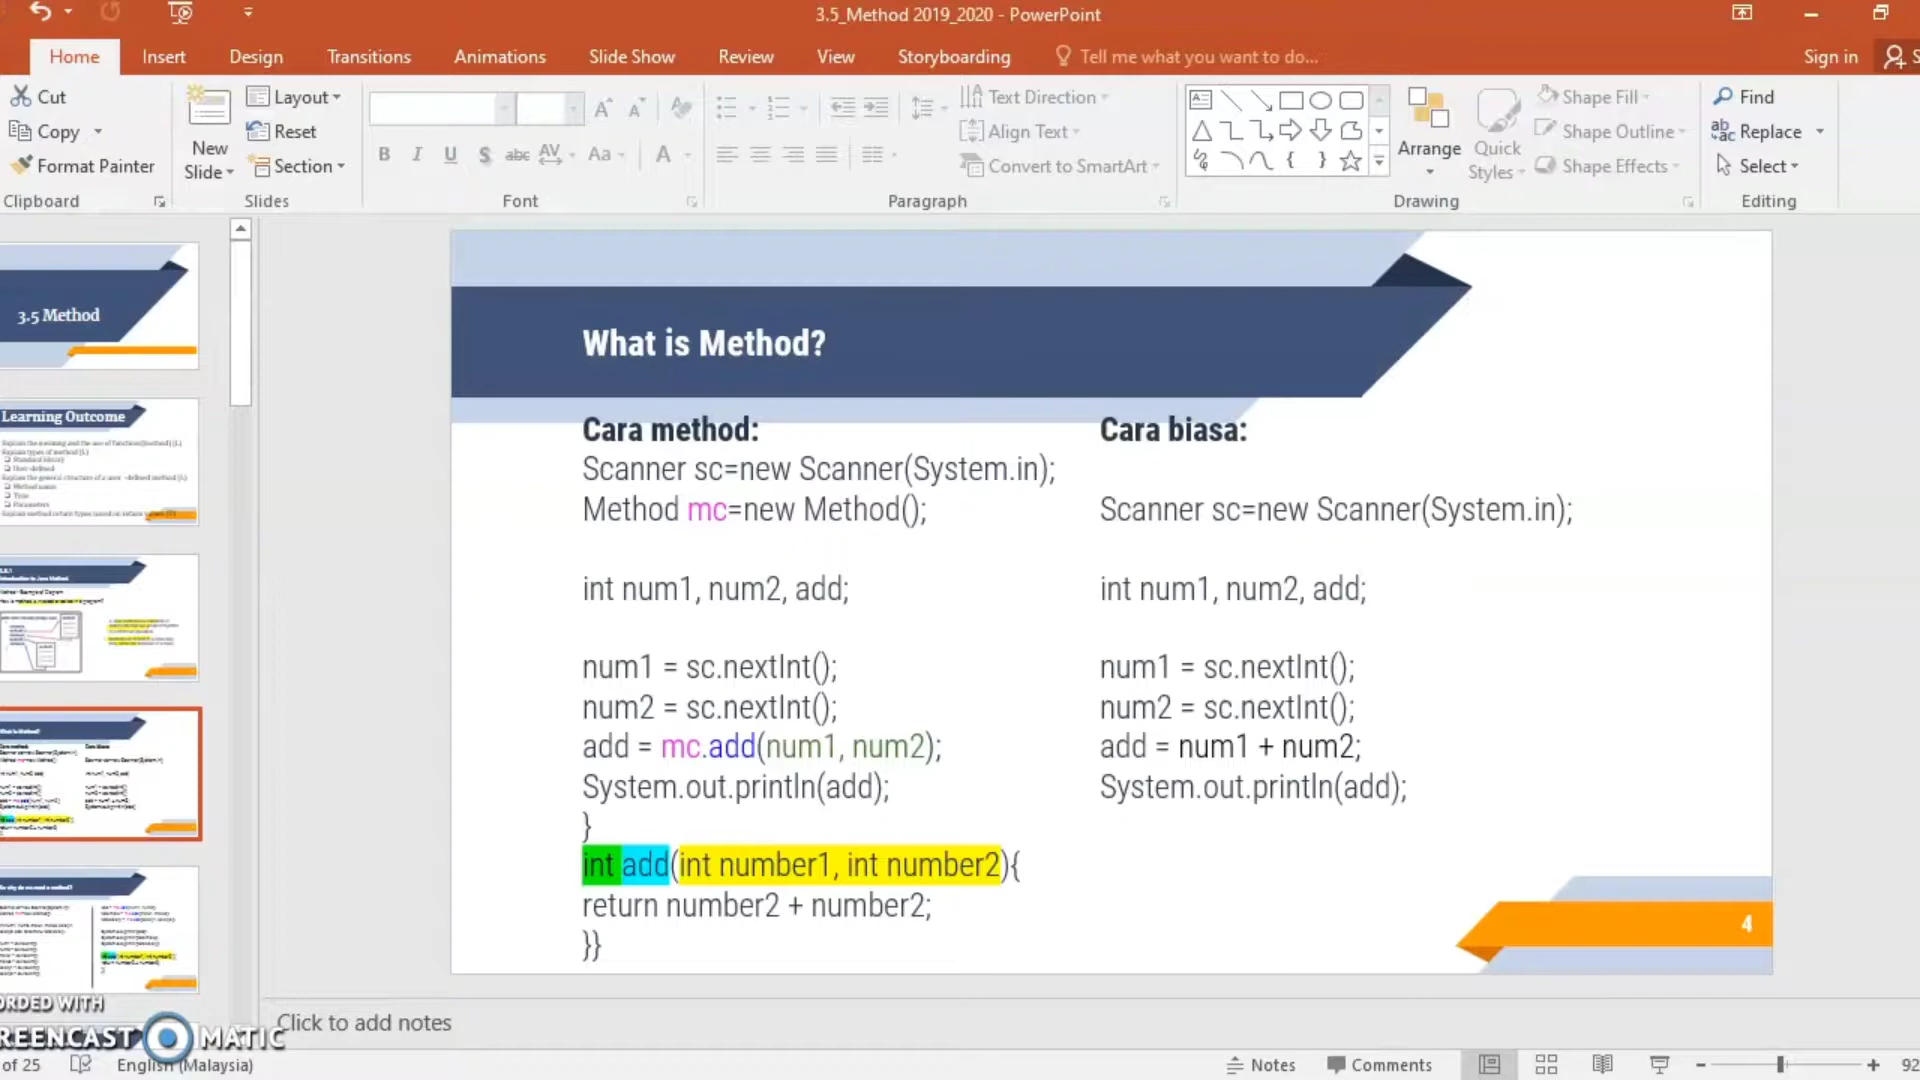 3.5_Method 2019_2020 - PowerPoint
Home Insert Design Transitions Animations Slide Show Review View Storyboarding Tell me what you want to do... Sign in
Cut
Copy
Format Painter
Clipboard
New Slide
Layout
Reset
Section
Slides
Font
Text Direction
Align Text
Convert to SmartArt
Paragraph
Arrange
Quick Styles
Shape Fill
Shape Outline
Shape Effects
Drawing
Find
Replace
Select
Editing
3.5 Method
Learning Outcome
What is Method?
Cara method:
Scanner sc=new Scanner(System.in);
Method mc=new Method();
int num1, num2, add;
num1 = sc.nextInt();
num2 = sc.nextInt();
add = mc.add(num1, num2);
System.out.println(add);
}
int add(int number1, int number2){
return number2 + number2;
}}
Cara biasa:
Scanner sc=new Scanner(System.in);
int num1, num2, add;
num1 = sc.nextInt();
num2 = sc.nextInt();
add = num1 + num2;
System.out.println(add);
4
Click to add notes
of 25 English (Malaysia) Notes Comments 92